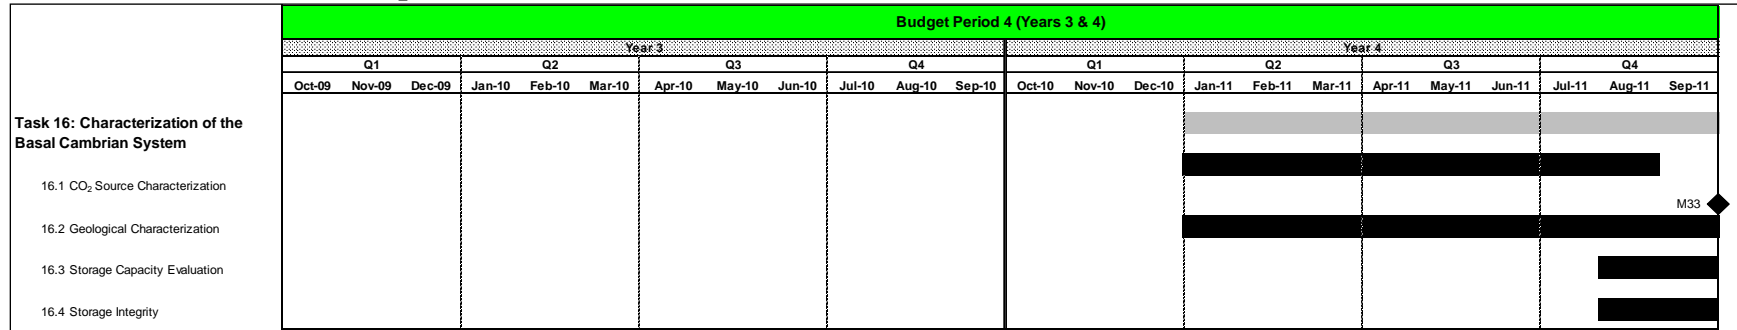 Budget Period 4 (Years 3 & 4)
Year 3 Year 4
Q1 Q2 Q3 Q4 Q1 Q2 Q3 Q4
Oct-09 Nov-09 Dec-09 Jan-10 Feb-10 Mar-10 Apr-10 May-10 Jun-10 Jul-10 Aug-10 Sep-10 Oct-10 Nov-10 Dec-10 Jan-11 Feb-11 Mar-11 Apr-11 May-11 Jun-11 Jul-11 Aug-11 Sep-11
Task 16: Characterization of the
Basal Cambrian System
16.1 CO₂ Source Characterization
M33
16.2 Geological Characterization
16.3 Storage Capacity Evaluation
16.4 Storage Integrity